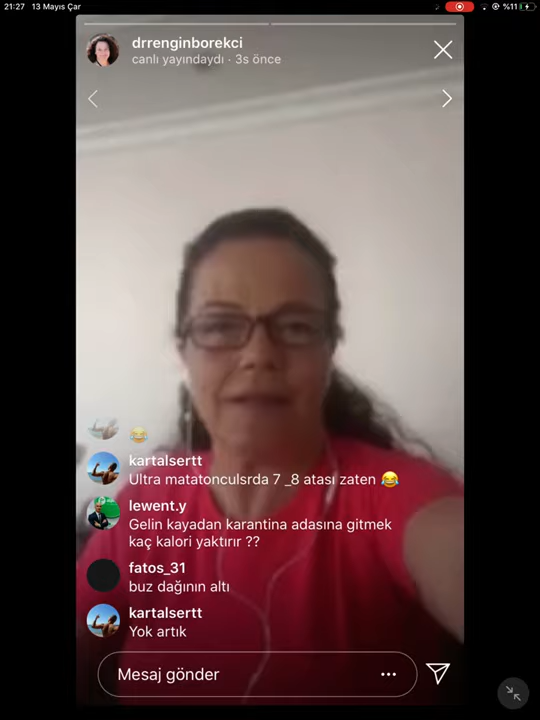 21:27 13 Mayıs Çar
%11
drrenginborekci
canlı yayındaydı · 3s önce
😂
kartalsertt
Ultra matatonculsrda 7 _8 atası zaten 😂
lewent.y
Gelin kayadan karantina adasına gitmek
kaç kalori yaktırır ??
fatos_31
buz dağının altı
kartalsertt
Yok artık
Mesaj gönder